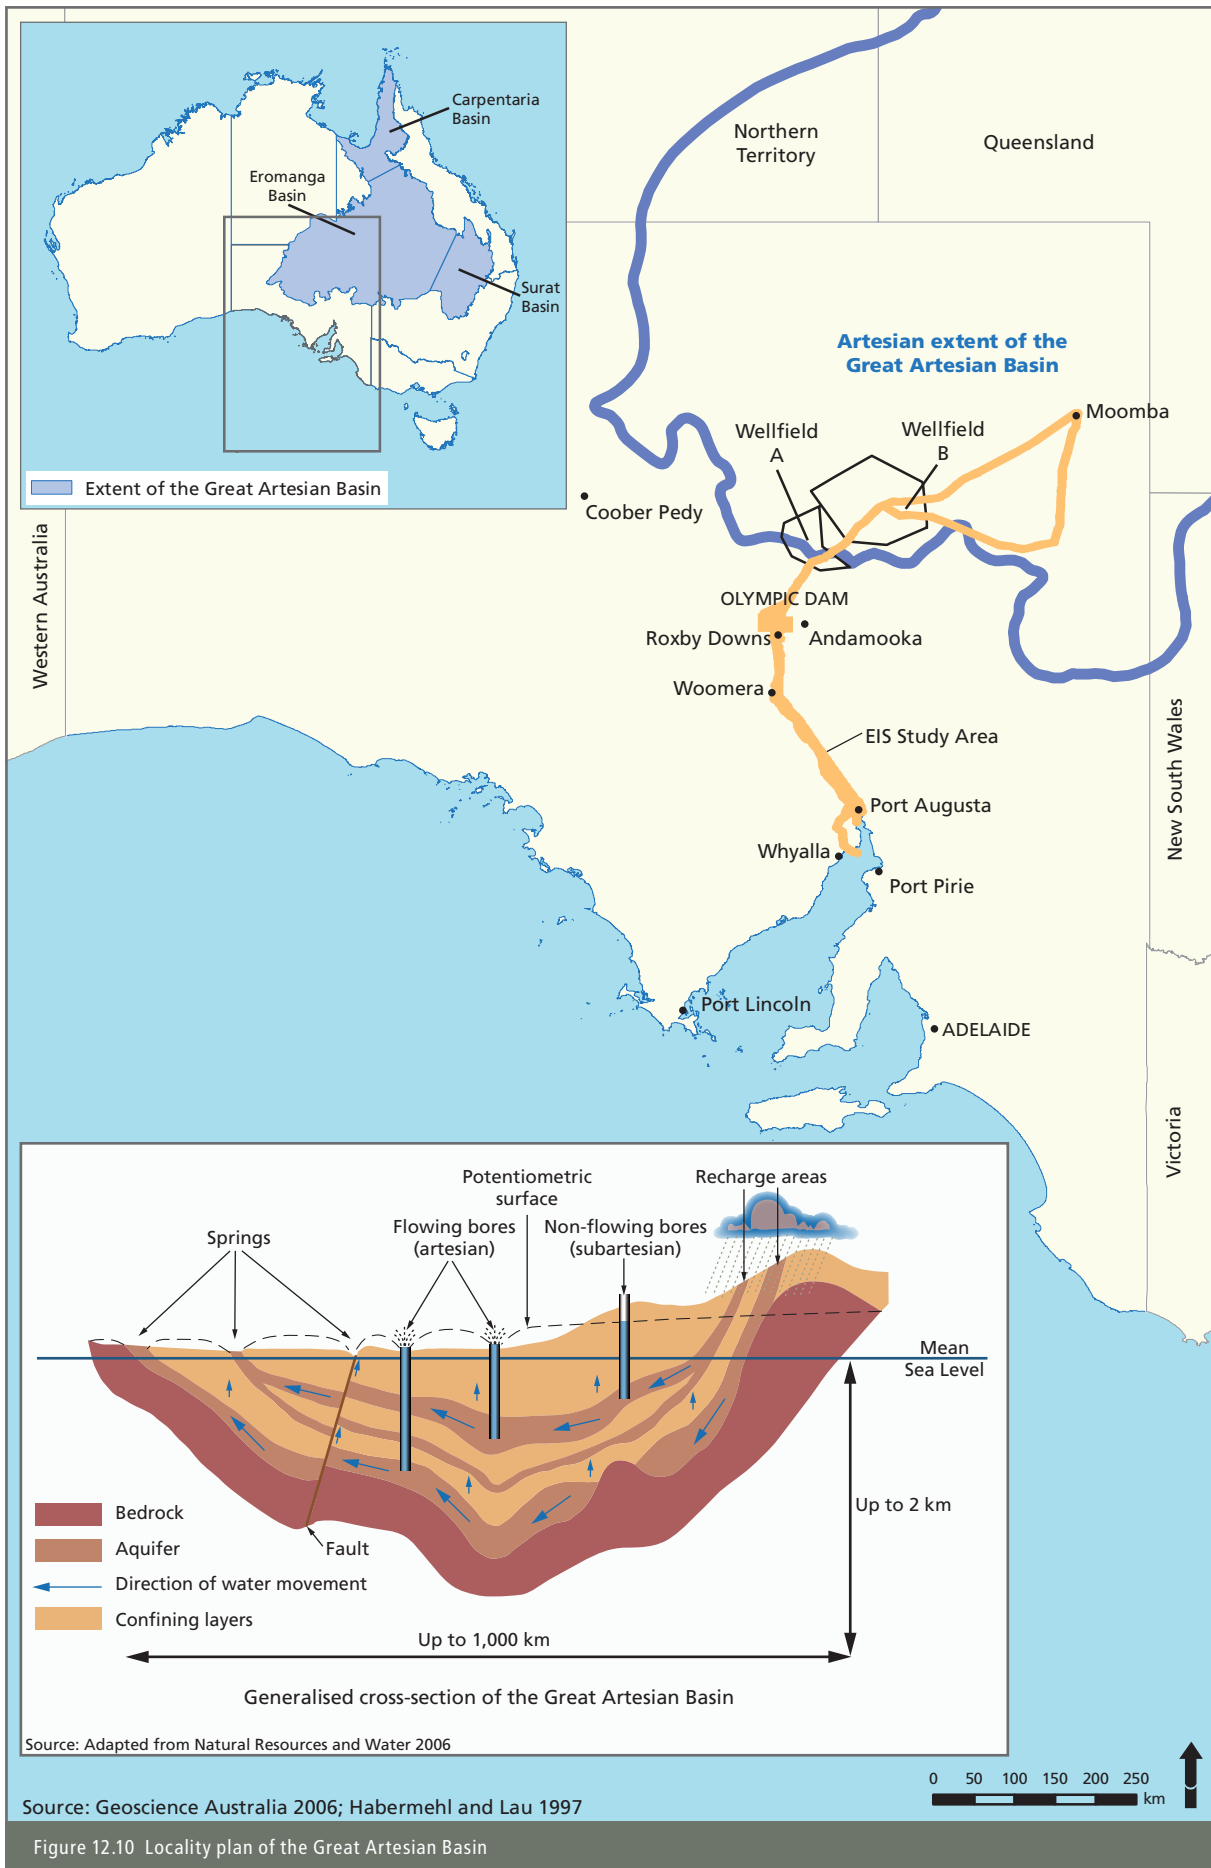 Carpentaria
Basin
Eromanga
Basin
Surat
Basin
Extent of the Great Artesian Basin
Northern
Territory
Queensland
Artesian extent of the
Great Artesian Basin
Moomba
Wellfield
A
Wellfield
B
Coober Pedy
Western Australia
OLYMPIC DAM
Roxby Downs
Andamooka
Woomera
EIS Study Area
New South Wales
Port Augusta
Whyalla
Port Pirie
Port Lincoln
ADELAIDE
Victoria
Potentiometric
surface
Recharge areas
Flowing bores
(artesian)
Non-flowing bores
(subartesian)
Springs
Mean
Sea Level
Up to 2 km
Bedrock
Aquifer
Fault
Direction of water movement
Confining layers
Up to 1,000 km
Generalised cross-section of the Great Artesian Basin
Source: Adapted from Natural Resources and Water 2006
0 50 100 150 200 250
km
Source: Geoscience Australia 2006; Habermehl and Lau 1997
Figure 12.10 Locality plan of the Great Artesian Basin